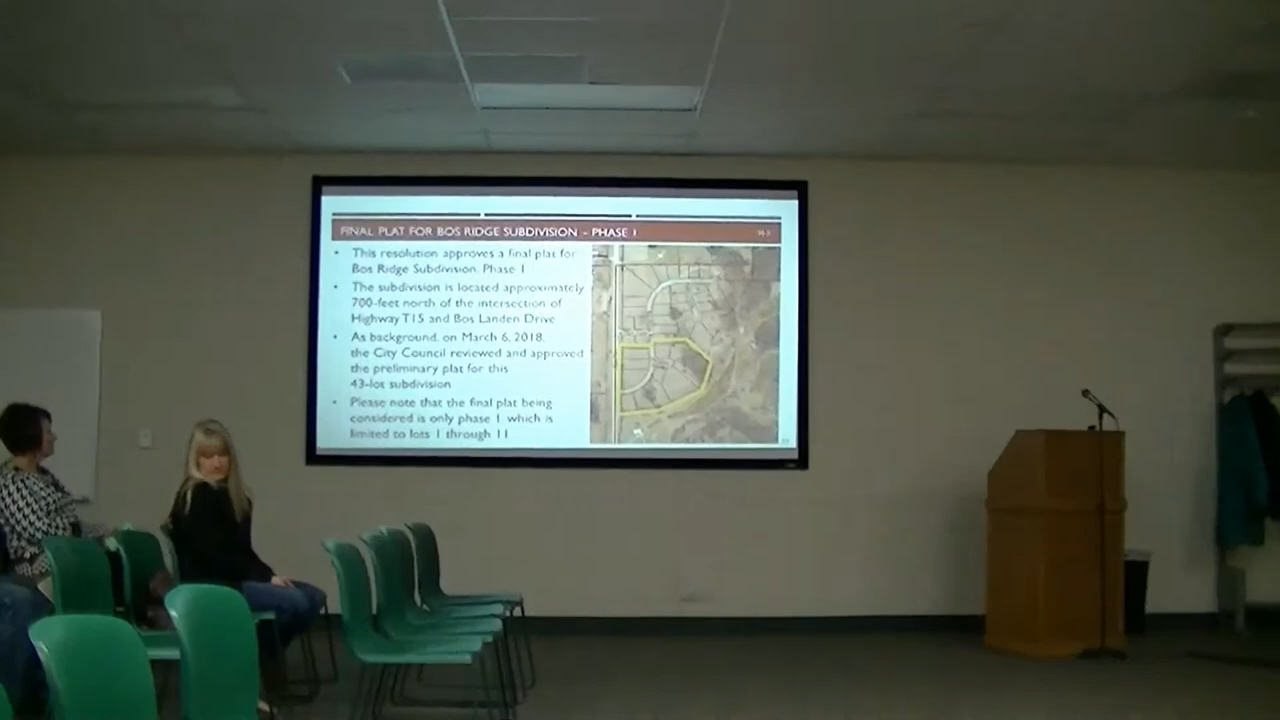 FINAL PLAT FOR BOS RIDGE SUBDIVISION – PHASE 1
• This resolution approves a final plat for
Bos Ridge Subdivision, Phase 1
• The subdivision is located approximately
700-feet north of the intersection of
Highway T15 and Bos Landen Drive
• As background, on March 6, 2018,
the City Council reviewed and approved
the preliminary plat for this
43-lot subdivision
• Please note that the final plat being
considered is only phase 1 which is
limited to lots 1 through 11